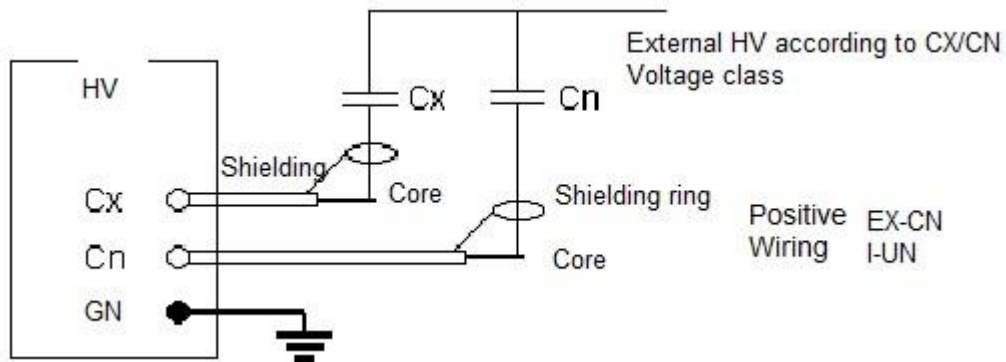 External HV according to CX/CN
Voltage class
HV
Cx
Cn
Shielding
Cx
Core
Shielding ring
Positive
Wiring
EX-CN
I-UN
Cn
Core
GN